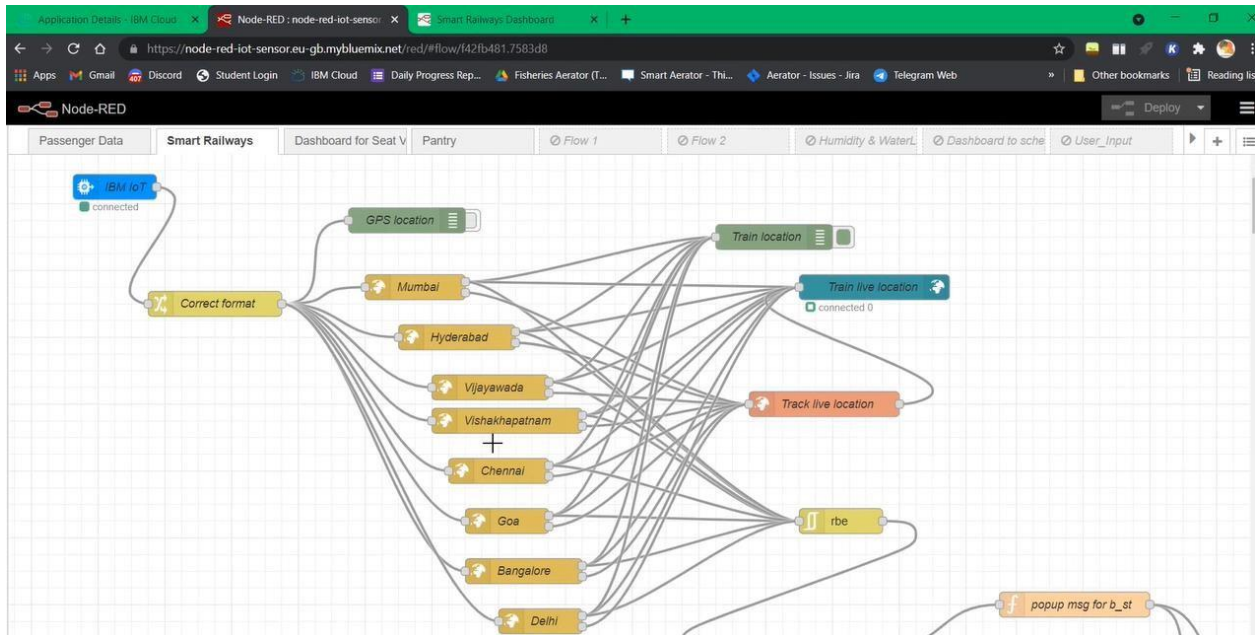 Application Details - IBM Cloud
Node-RED : node-red-iot-sensor
Smart Railways Dashboard
https://node-red-iot-sensor.eu-gb.mybluemix.net/red/#flow/f42fb481.7583d8
K
Apps Gmail 407 Discord Student Login IBM Cloud Daily Progress Rep... Fisheries Aerator (T... Smart Aerator - Thi... Aerator - Issues - Jira Telegram Web » Other bookmarks Reading lis
Node-RED
Deploy
Passenger Data Smart Railways Dashboard for Seat V Pantry Flow 1 Flow 2 Humidity & WaterL Dashboard to sche User_Input
IBM IoT
connected
GPS location
Train location
Mumbai
Train live location
Correct format
connected 0
Hyderabad
Vijayawada
Track live location
Vishakhapatnam
Chennai
Goa
rbe
Bangalore
popup msg for b_st
Delhi